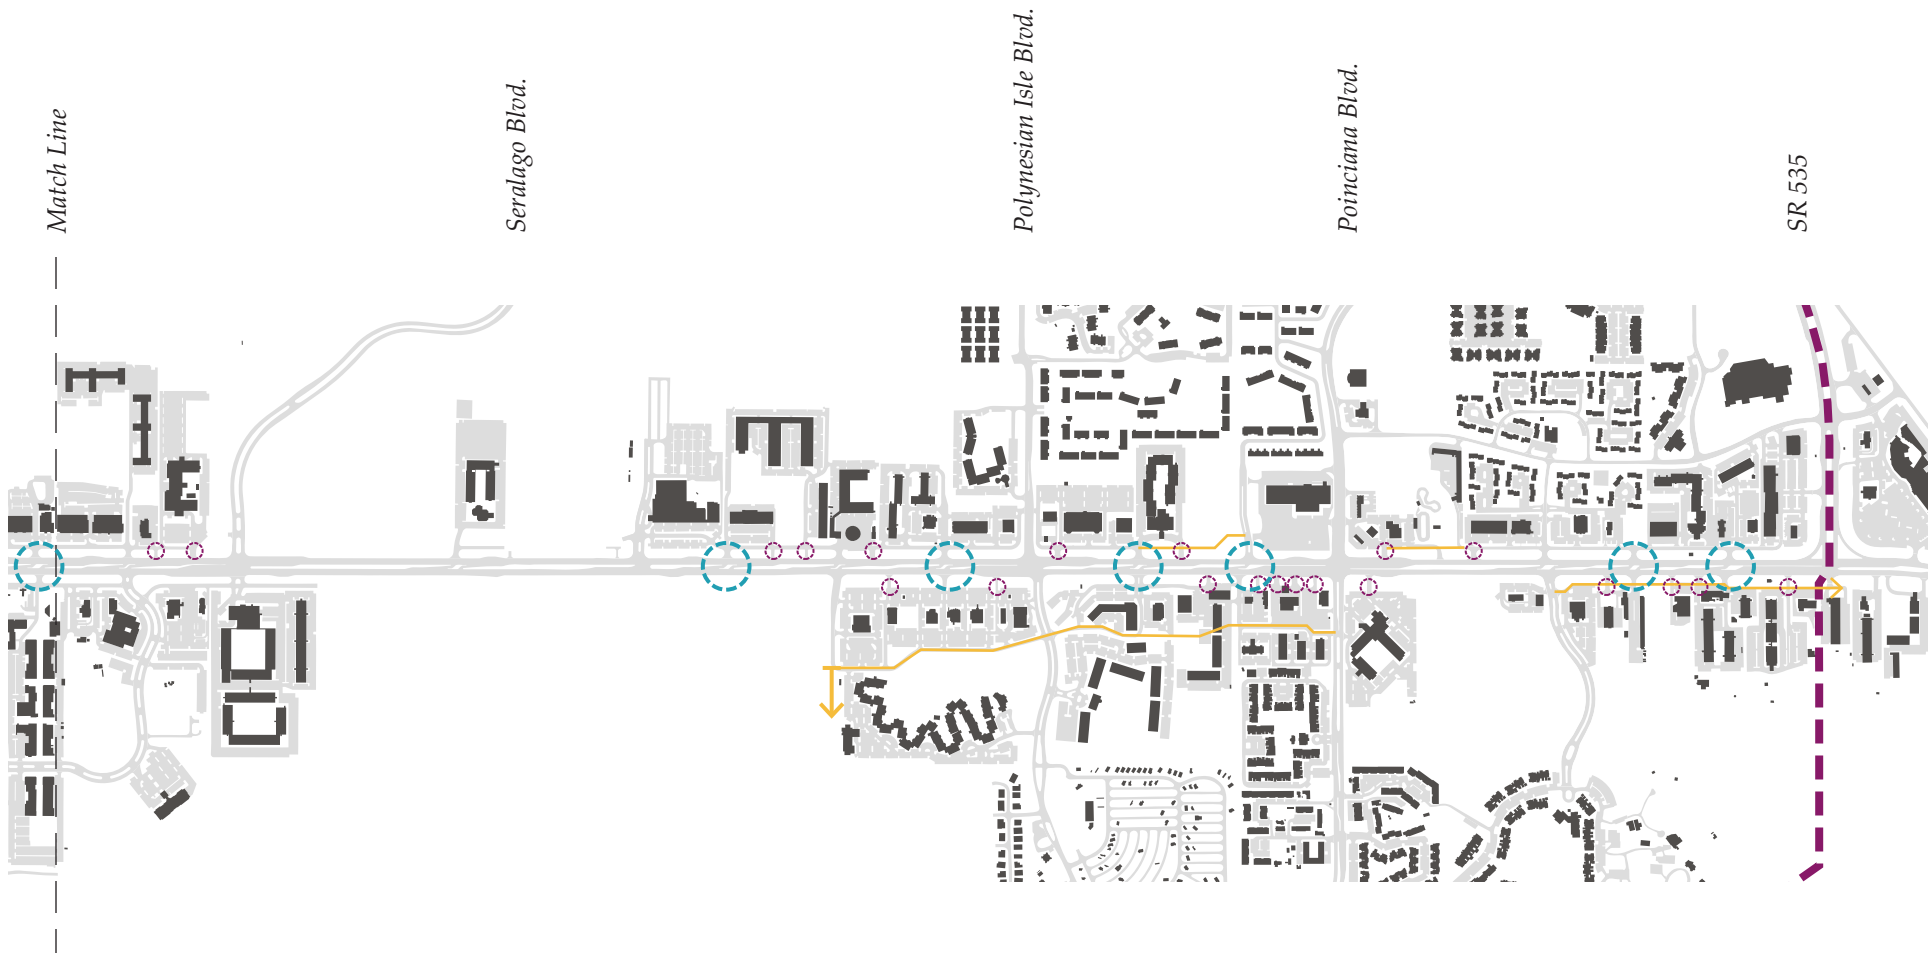 Match Line
Seralago Blvd.
Polynesian Isle Blvd.
Poinciana Blvd.
SR 535